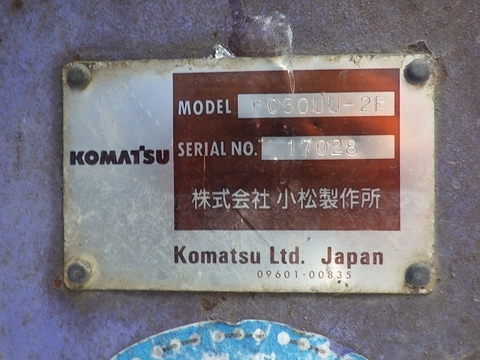 KOMATSU
MODEL PC50UU-2E
SERIAL NO. 17028
株式会社 小松製作所
Komatsu Ltd. Japan
09601-00835